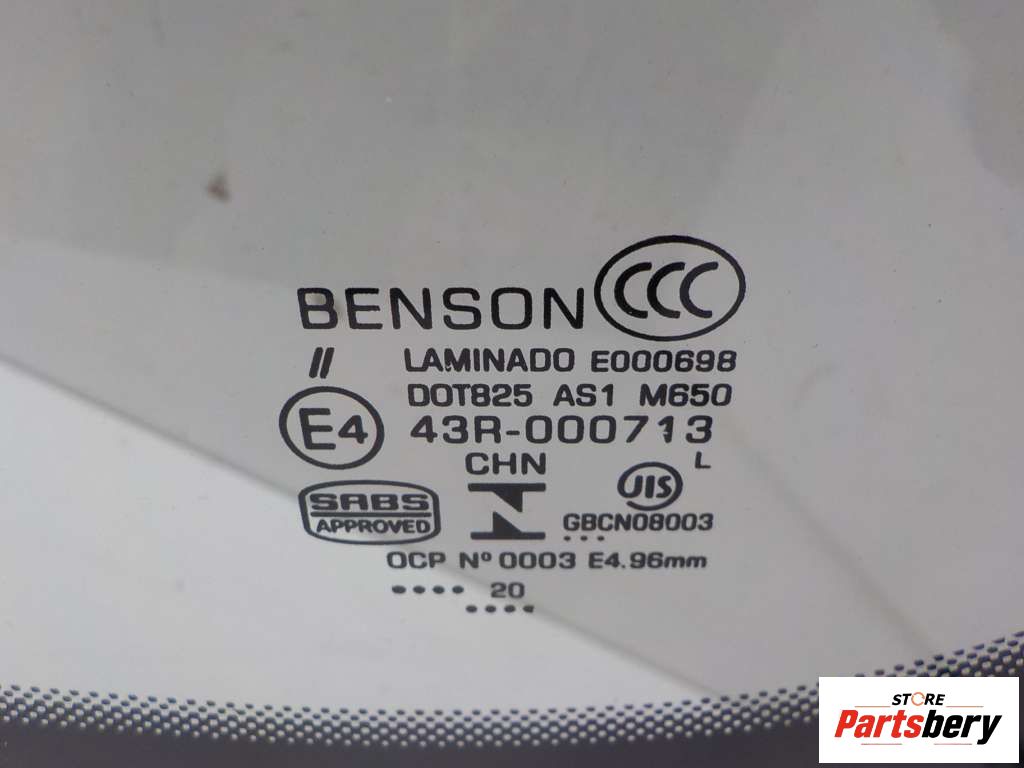 BENSON CCC
// LAMINADO E000698
DOT825 AS1 M650
E4 43R-000713
CHN L
SABS
APPROVED
JIS
GBCN08003
...
OCP Nº 0003 E4.96mm
.... 20
....
STORE
Partsbery